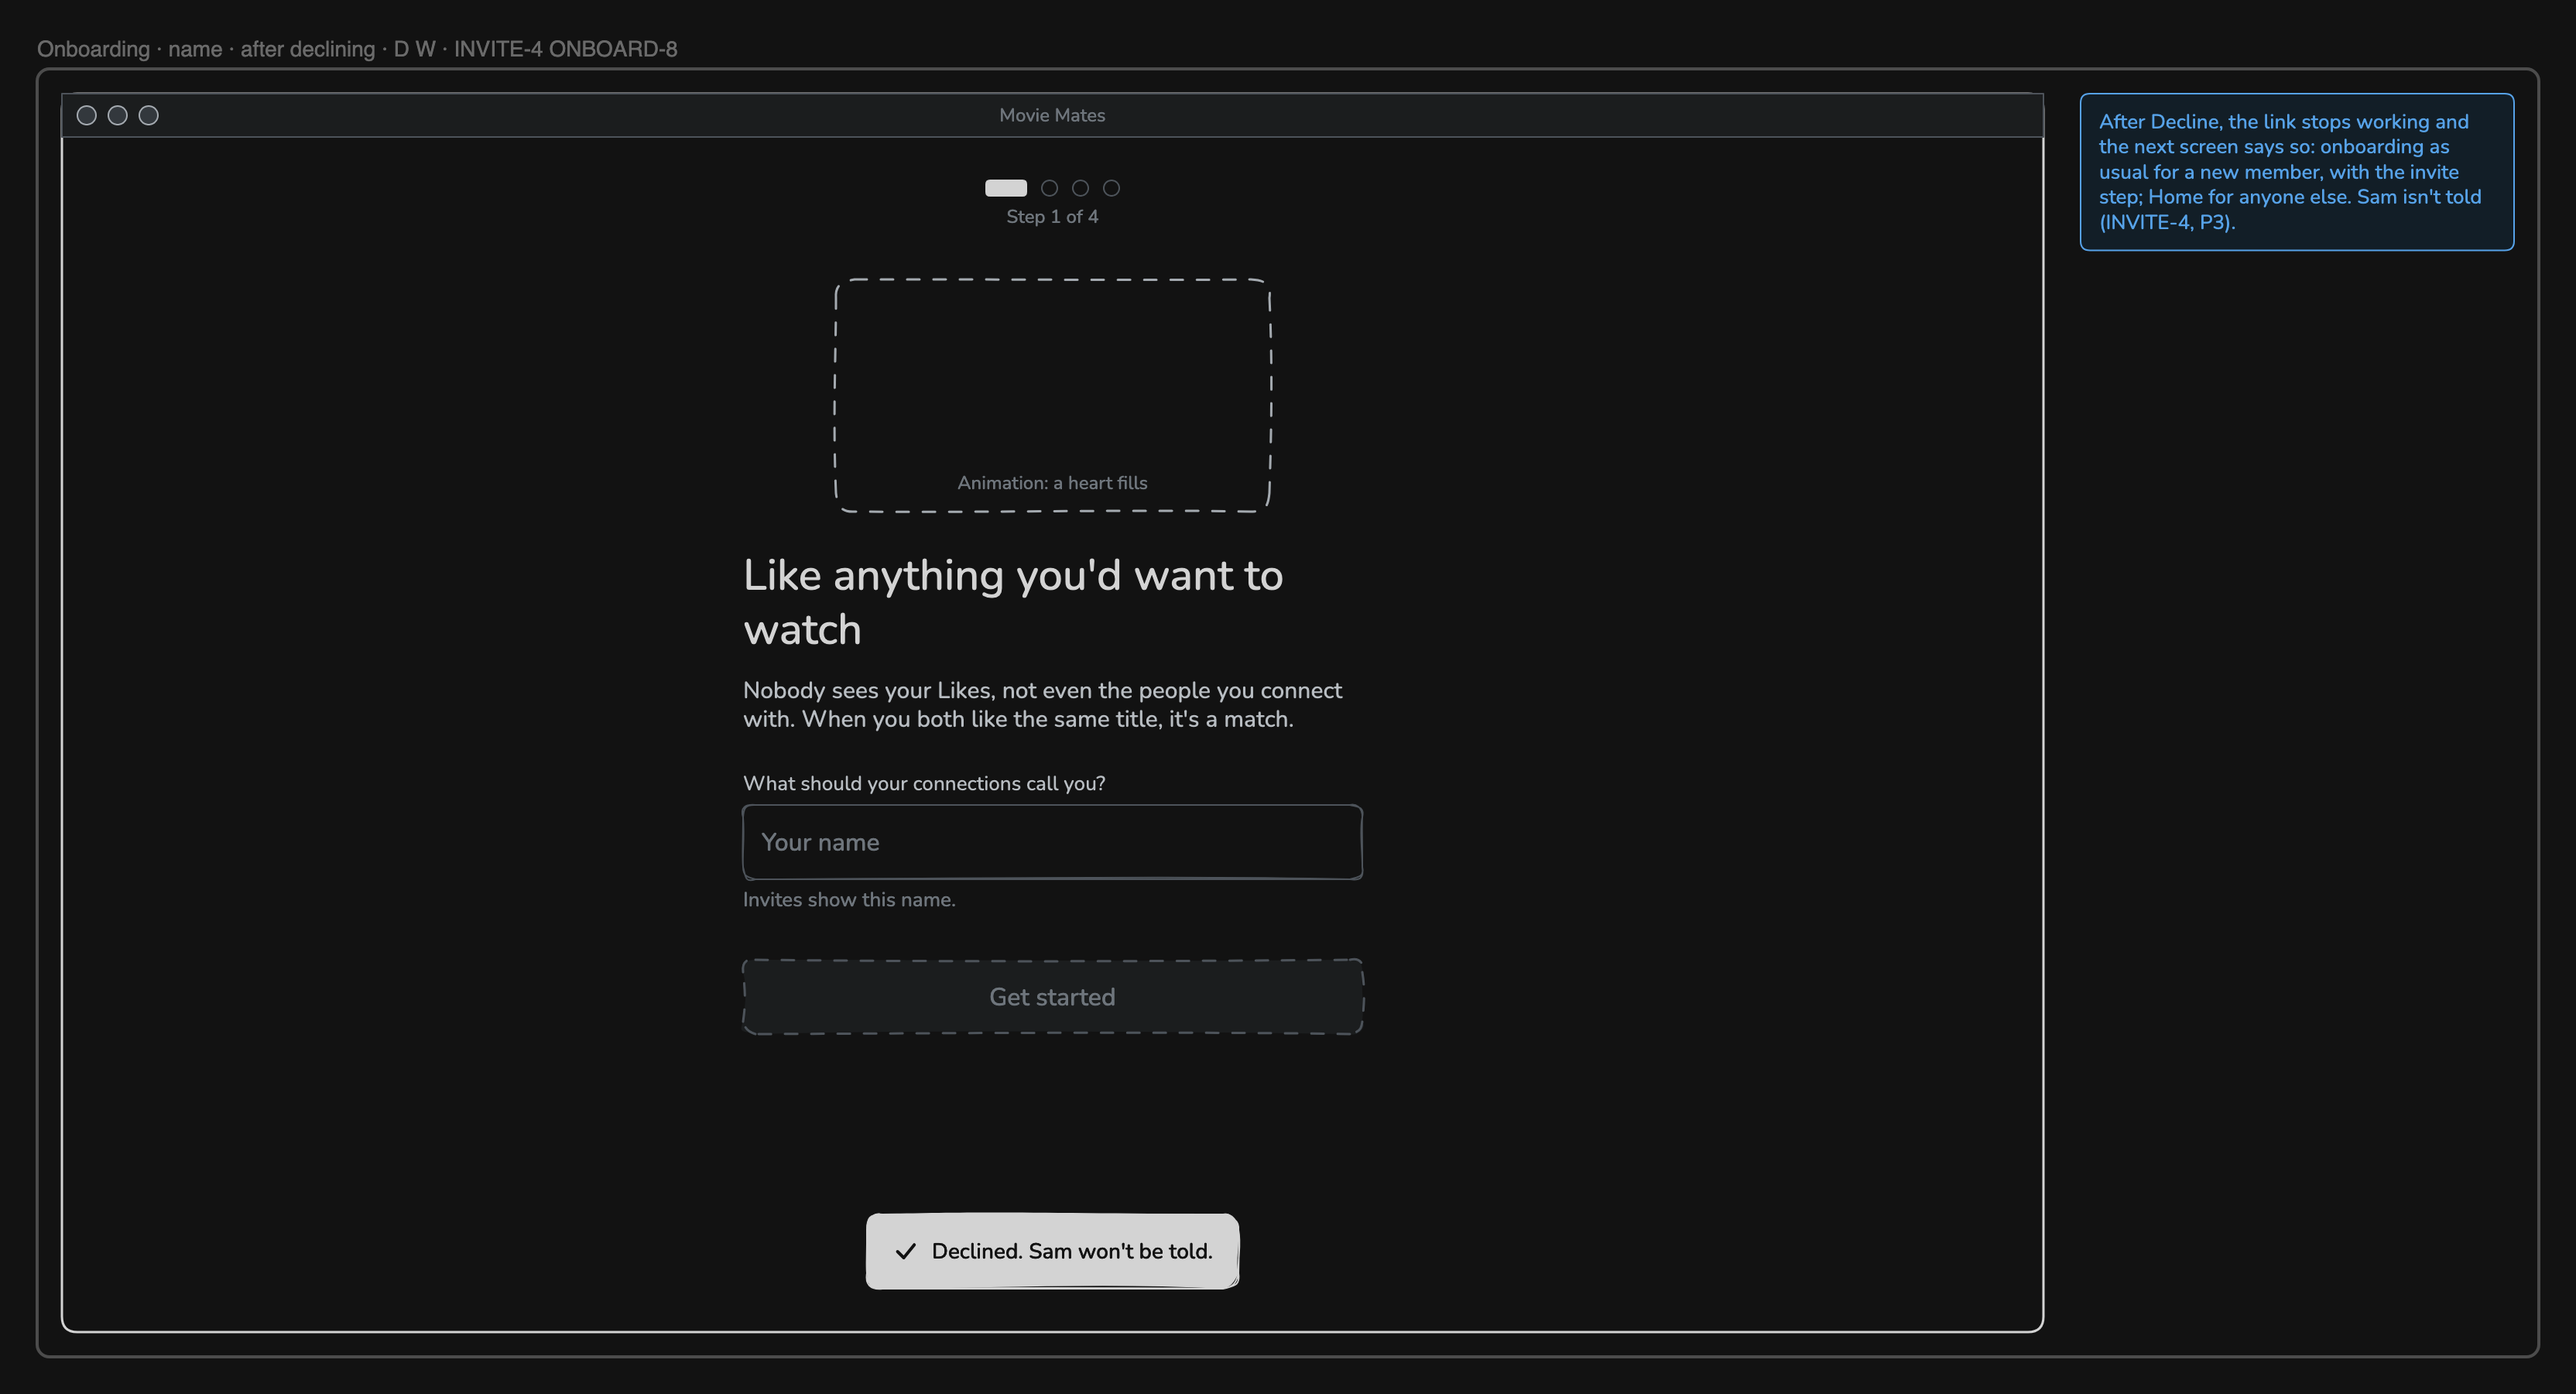 Onboarding · name · after declining · D W · INVITE-4 ONBOARD-8
Movie Mates
Step 1 of 4
Animation: a heart fills
Like anything you'd want to
watch
Nobody sees your Likes, not even the people you connect
with. When you both like the same title, it's a match.
What should your connections call you?
Your name
Invites show this name.
Get started
Declined. Sam won't be told.
After Decline, the link stops working and
the next screen says so: onboarding as
usual for a new member, with the invite
step; Home for anyone else. Sam isn't told
(INVITE-4, P3).